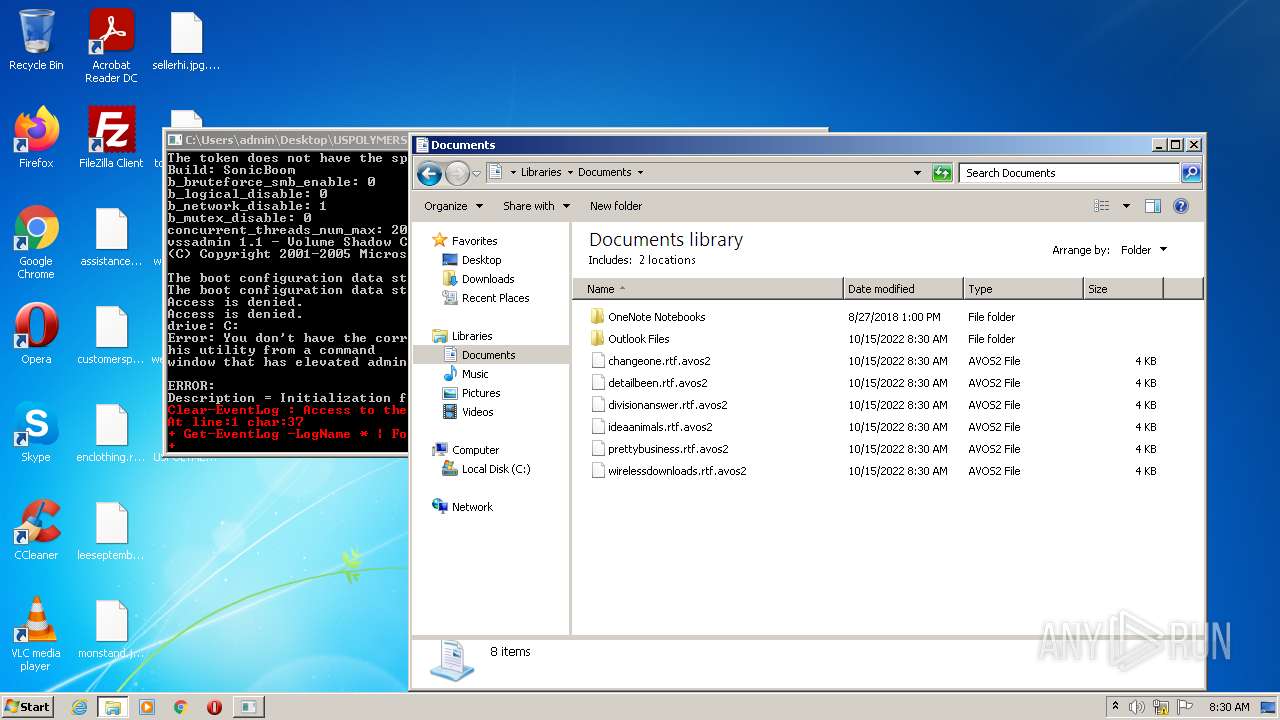 Recycle Bin
Acrobat
Reader DC
sellerhi.jpg....
Firefox
FileZilla Client
Google
Chrome
assistance...
Opera
customersp...
Skype
enclothing.r...
CCleaner
leeseptemb...
VLC media
player
monstand.jr...
C:\Users\admin\Desktop\USPOLYMERS
The token does not have the sp
Build: SonicBoom
b_bruteforce_smb_enable: 0
b_logical_disable: 0
b_network_disable: 1
b_mutex_disable: 0
concurrent_threads_num_max: 20
vssadmin 1.1 - Volume Shadow C
(C) Copyright 2001-2005 Micros
The boot configuration data st
The boot configuration data st
Access is denied.
Access is denied.
drive: C:
Error: You don't have the corr
his utility from a command
window that has elevated admin
ERROR:
Description = Initialization f
Clear-EventLog : Access to the
At line:1 char:37
+ Get-EventLog -LogName * | Fo
+
Documents
Libraries
Documents
Search Documents
Organize
Share with
New folder
Favorites
Desktop
Downloads
Recent Places
Libraries
Documents
Music
Pictures
Videos
Computer
Local Disk (C:)
Network
Documents library
Includes: 2 locations
Arrange by: Folder
Name Date modified Type Size
OneNote Notebooks 8/27/2018 1:00 PM File folder
Outlook Files 10/15/2022 8:30 AM File folder
changeone.rtf.avos2 10/15/2022 8:30 AM AVOS2 File 4 KB
detailbeen.rtf.avos2 10/15/2022 8:30 AM AVOS2 File 4 KB
divisionanswer.rtf.avos2 10/15/2022 8:30 AM AVOS2 File 4 KB
ideaanimals.rtf.avos2 10/15/2022 8:30 AM AVOS2 File 4 KB
prettybusiness.rtf.avos2 10/15/2022 8:30 AM AVOS2 File 4 KB
wirelessdownloads.rtf.avos2 10/15/2022 8:30 AM AVOS2 File 4 KB
8 items
ANY RUN
Start
8:30 AM